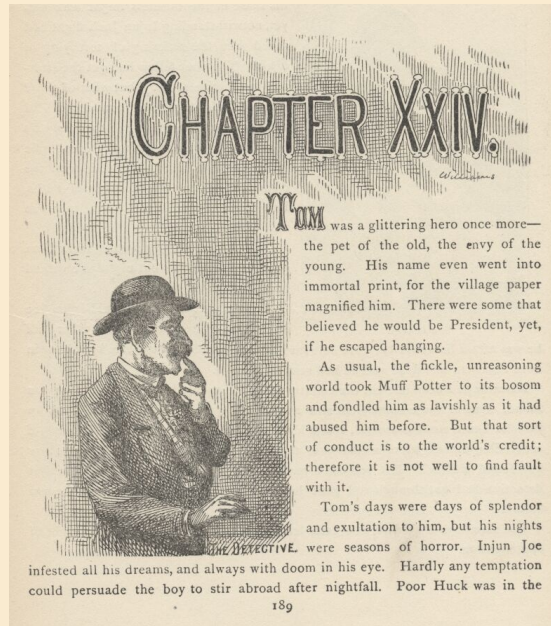 CHAPTER XXIV.
Williams
TOM was a glittering hero once more—
the pet of the old, the envy of the
young. His name even went into
immortal print, for the village paper
magnified him. There were some that
believed he would be President, yet,
if he escaped hanging.
As usual, the fickle, unreasoning
world took Muff Potter to its bosom
and fondled him as lavishly as it had
abused him before. But that sort
of conduct is to the world's credit;
therefore it is not well to find fault
with it.
Tom's days were days of splendor
and exultation to him, but his nights
THE DETECTIVE. were seasons of horror. Injun Joe
infested all his dreams, and always with doom in his eye. Hardly any temptation
could persuade the boy to stir abroad after nightfall. Poor Huck was in the
189